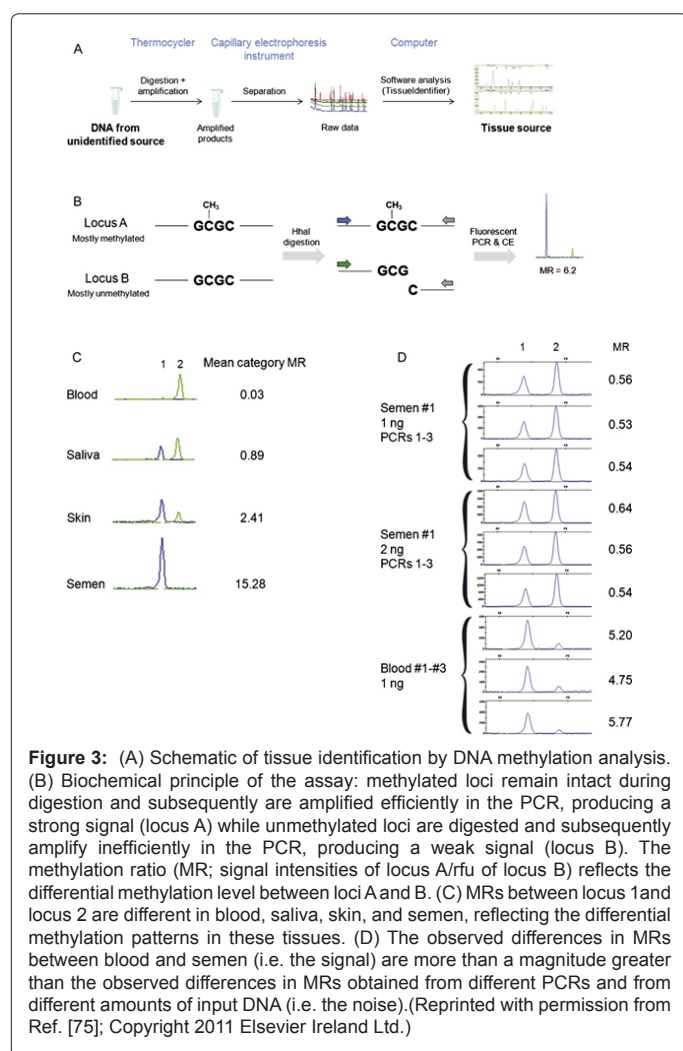 A
Thermocycler
Capillary electrophoresis
instrument
Computer
Digestion +
amplification
Separation
Software analysis
(TissueIdentifier)
DNA from
unidentified source
Amplified
products
Raw data
Tissue source
B
Locus A
Mostly methylated
CH3
GCGC
HhaI
digestion
CH3
GCGC
Fluorescent
PCR & CE
MR = 6.2
Locus B
Mostly unmethylated
GCGC
GCG
C
C
1 2 Mean category MR
Blood 0.03
Saliva 0.89
Skin 2.41
Semen 15.28
D
1 2 MR
Semen #1
1 ng
PCRs 1-3
0.56
0.53
0.54
Semen #1
2 ng
PCRs 1-3
0.64
0.56
0.54
Blood #1-#3
1 ng
5.20
4.75
5.77
Figure 3: (A) Schematic of tissue identification by DNA methylation analysis.
(B) Biochemical principle of the assay: methylated loci remain intact during
digestion and subsequently are amplified efficiently in the PCR, producing a
strong signal (locus A) while unmethylated loci are digested and subsequently
amplify inefficiently in the PCR, producing a weak signal (locus B). The
methylation ratio (MR; signal intensities of locus A/rfu of locus B) reflects the
differential methylation level between loci A and B. (C) MRs between locus 1and
locus 2 are different in blood, saliva, skin, and semen, reflecting the differential
methylation patterns in these tissues. (D) The observed differences in MRs
between blood and semen (i.e. the signal) are more than a magnitude greater
than the observed differences in MRs obtained from different PCRs and from
different amounts of input DNA (i.e. the noise).(Reprinted with permission from
Ref. [75]; Copyright 2011 Elsevier Ireland Ltd.)